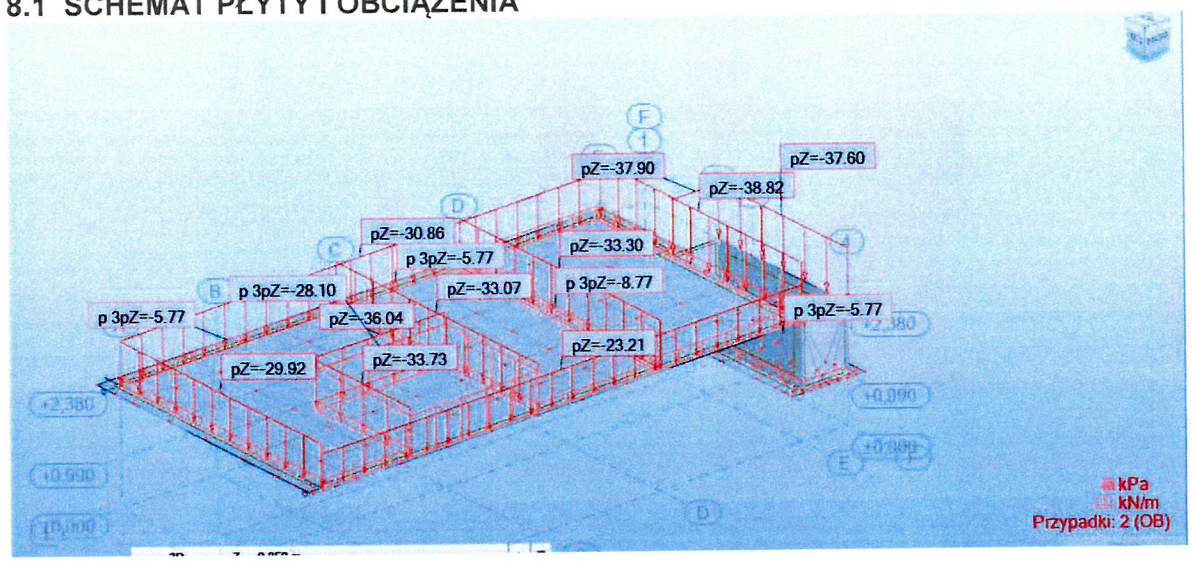 8.1 SCHEMAT PŁYTY I OBCIĄŻENIA
F
1
pZ=-37.90
pZ=-37.60
pZ=-38.82
D
pZ=-30.86
C
p 3pZ=-5.77
pZ=-33.30
4
B
p 3pZ=-28.10
pZ=-33.07
p 3pZ=-8.77
p 3pZ=-5.77
pZ=-36.04
p 3pZ=-5.77
+2,380
pZ=-29.92
pZ=-33.73
pZ=-23.21
+2,380
+0,090
+0,000
E
F
+0,090
D
±0,000
kPa
kN/m
Przypadki: 2 (OB)